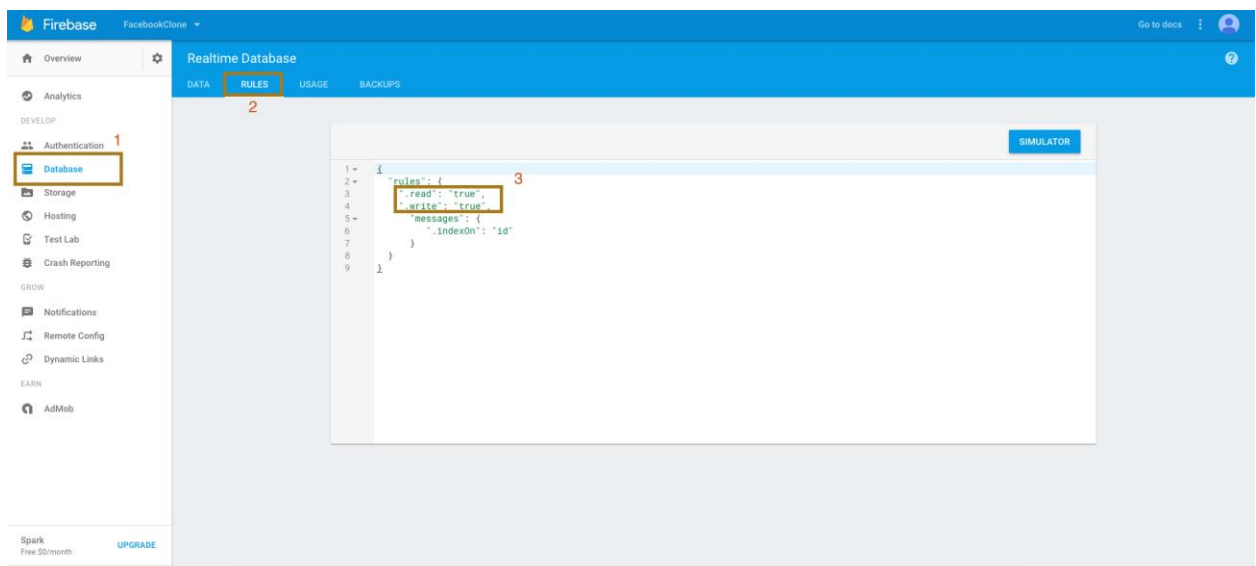 Firebase FacebookClone Go to docs
Overview
Realtime Database
DATA RULES USAGE BACKUPS
2
Analytics
DEVELOP
Authentication 1
Database
Storage
Hosting
Test Lab
Crash Reporting
GROW
Notifications
Remote Config
Dynamic Links
EARN
AdMob
Spark
Free $0/month
UPGRADE
SIMULATOR
1 {
2 "rules": { 3
3 ".read": "true",
4 ".write": "true",
5 "messages": {
6 ".indexOn": "id"
7 }
8 }
9 }